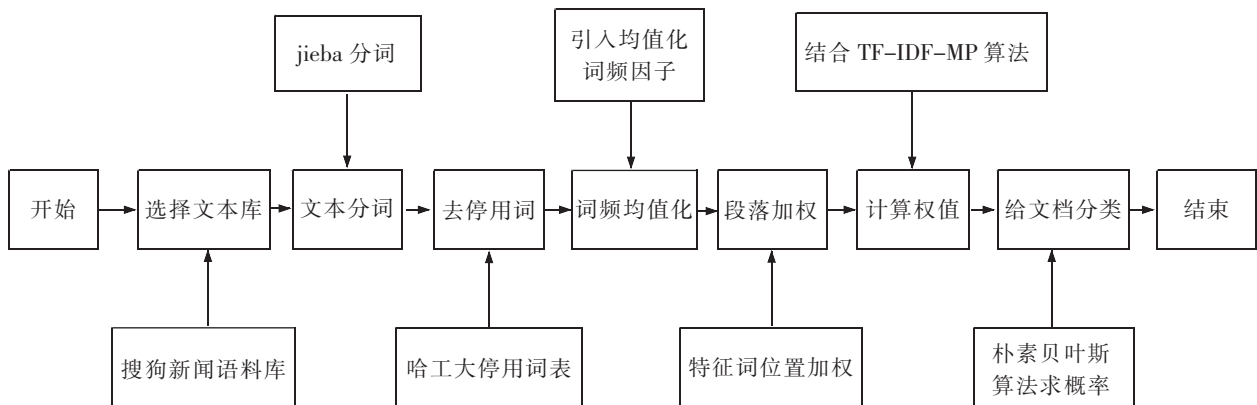 jieba 分词
引入均值化
词频因子
结合 TF-IDF-MP 算法
开始
选择文本库
文本分词
去停用词
词频均值化
段落加权
计算权值
给文档分类
结束
搜狗新闻语料库
哈工大停用词表
特征词位置加权
朴素贝叶斯
算法求概率